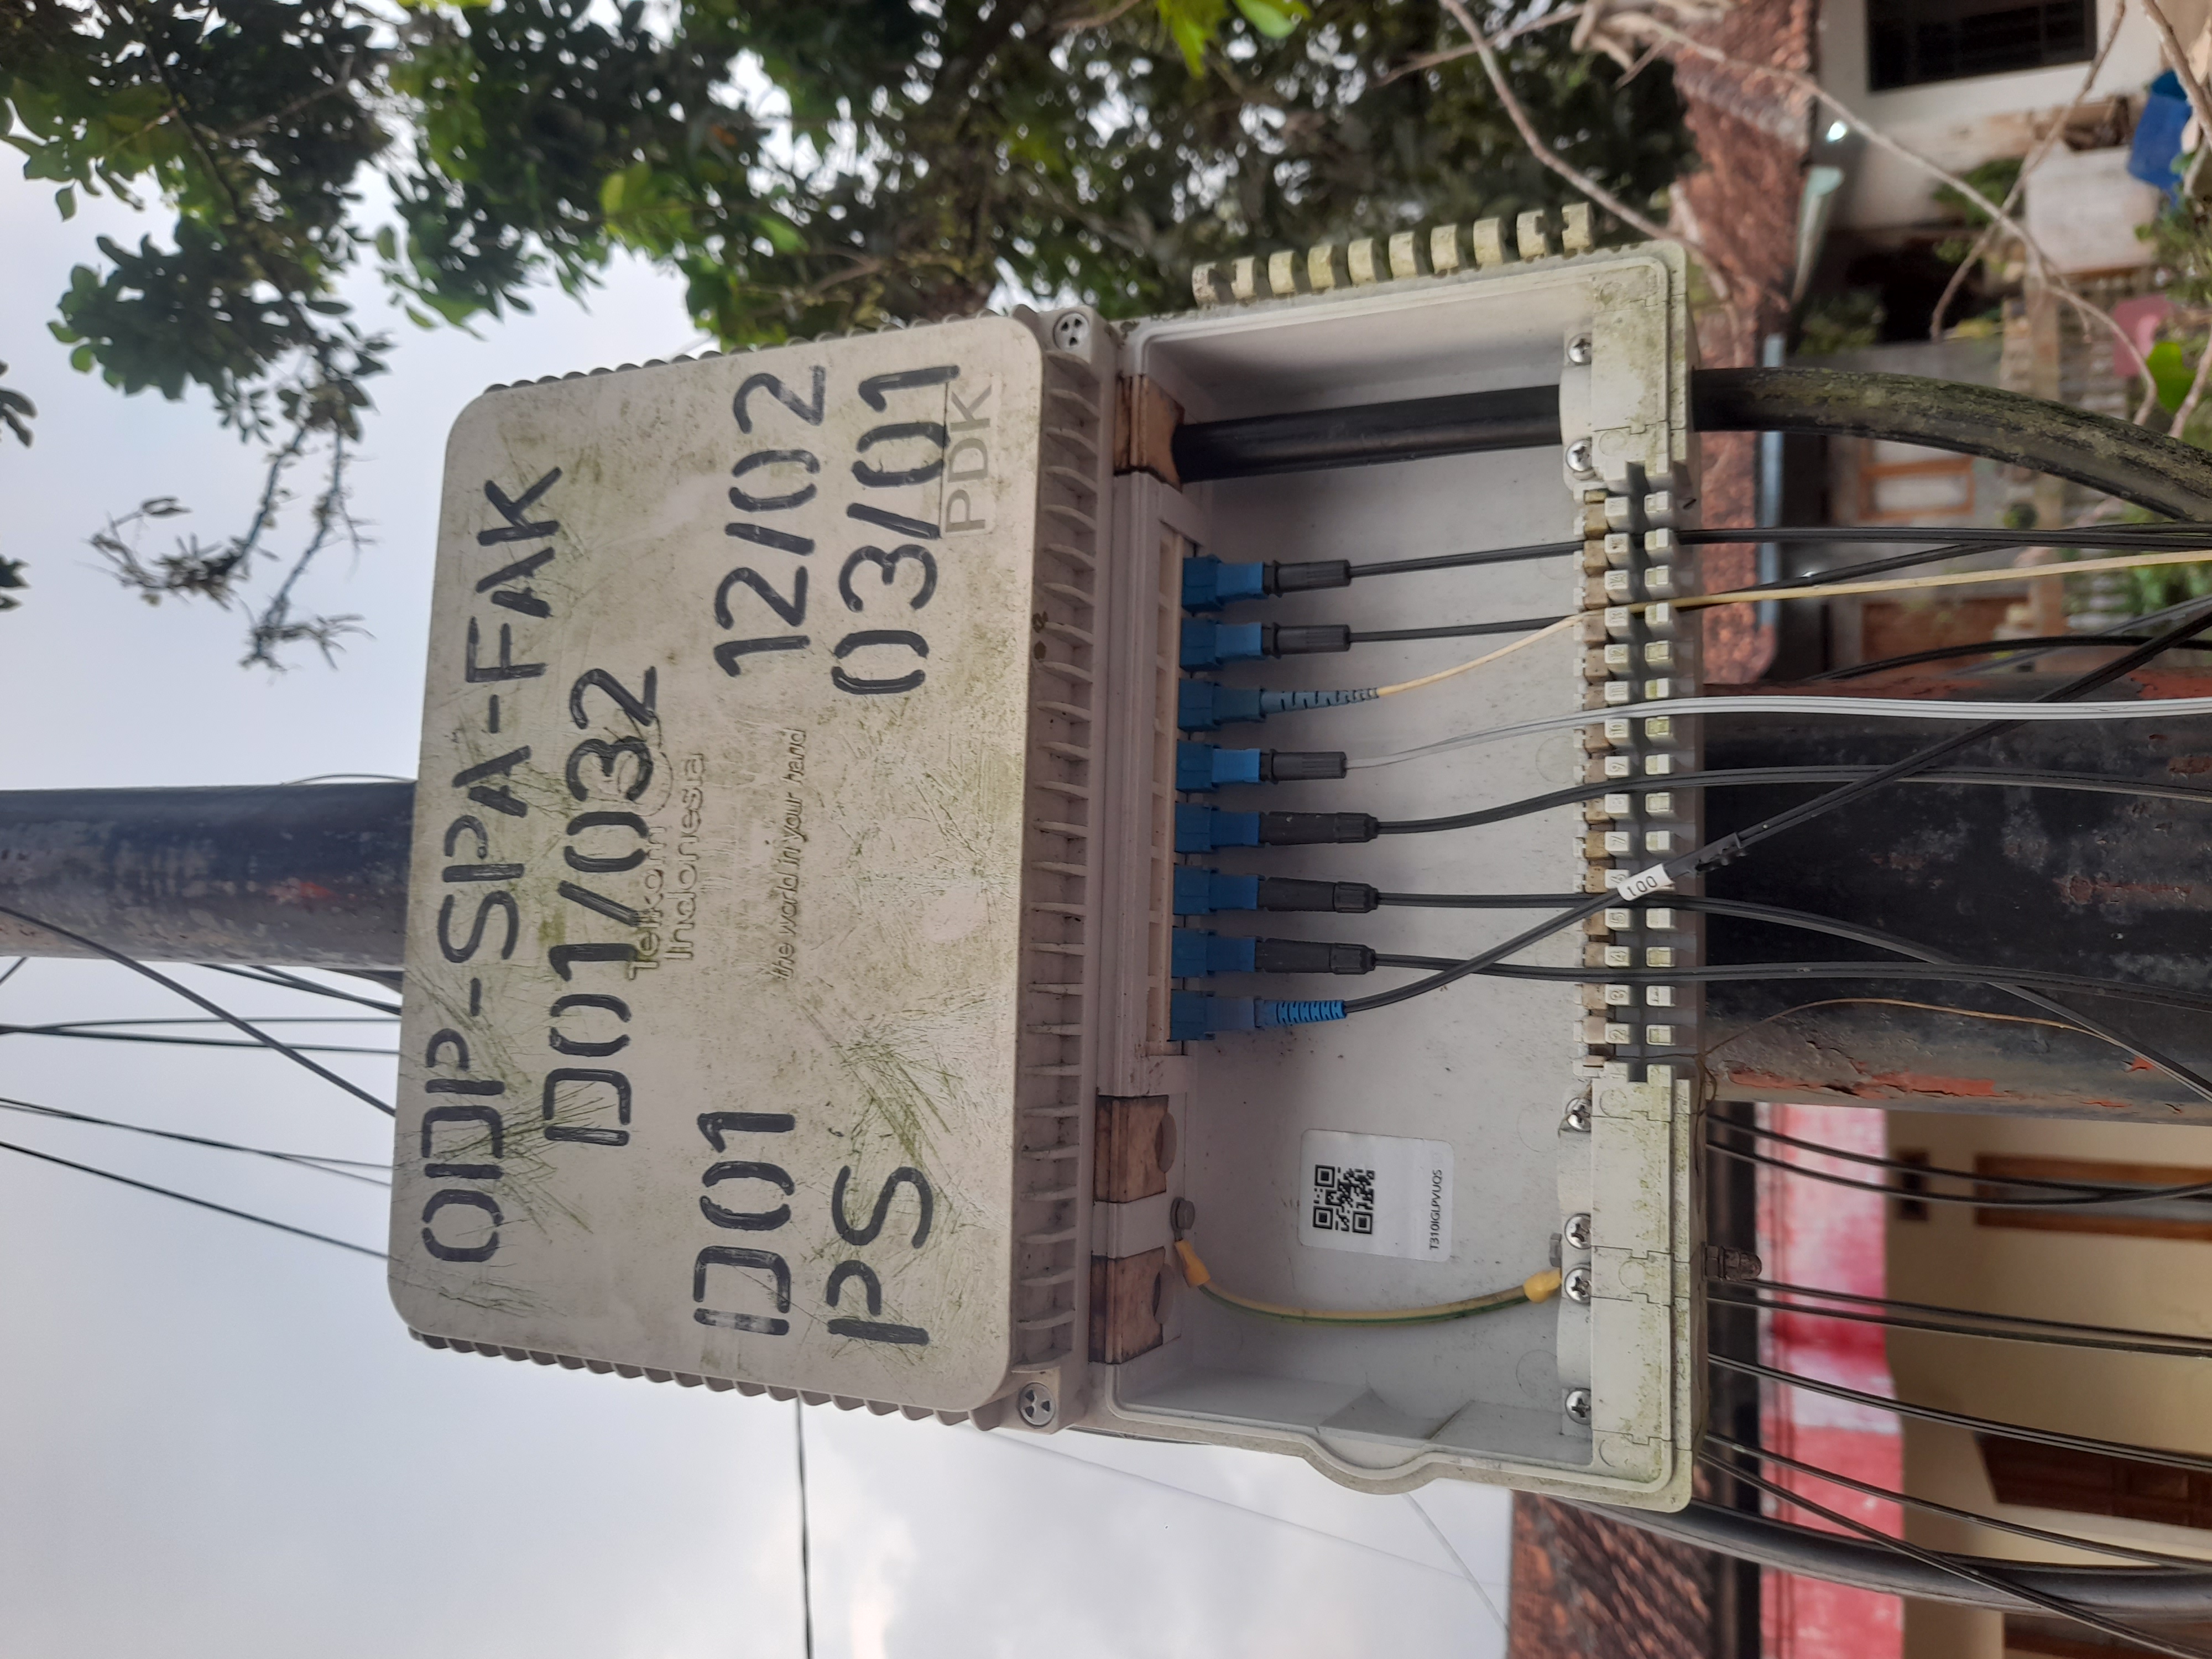 ODP-SPA-FAK
D01/032
Telkom
Indonesia
the world in your hand
D01 12/02
PS 03/01
PDK
001
T310IGLPVUQ5